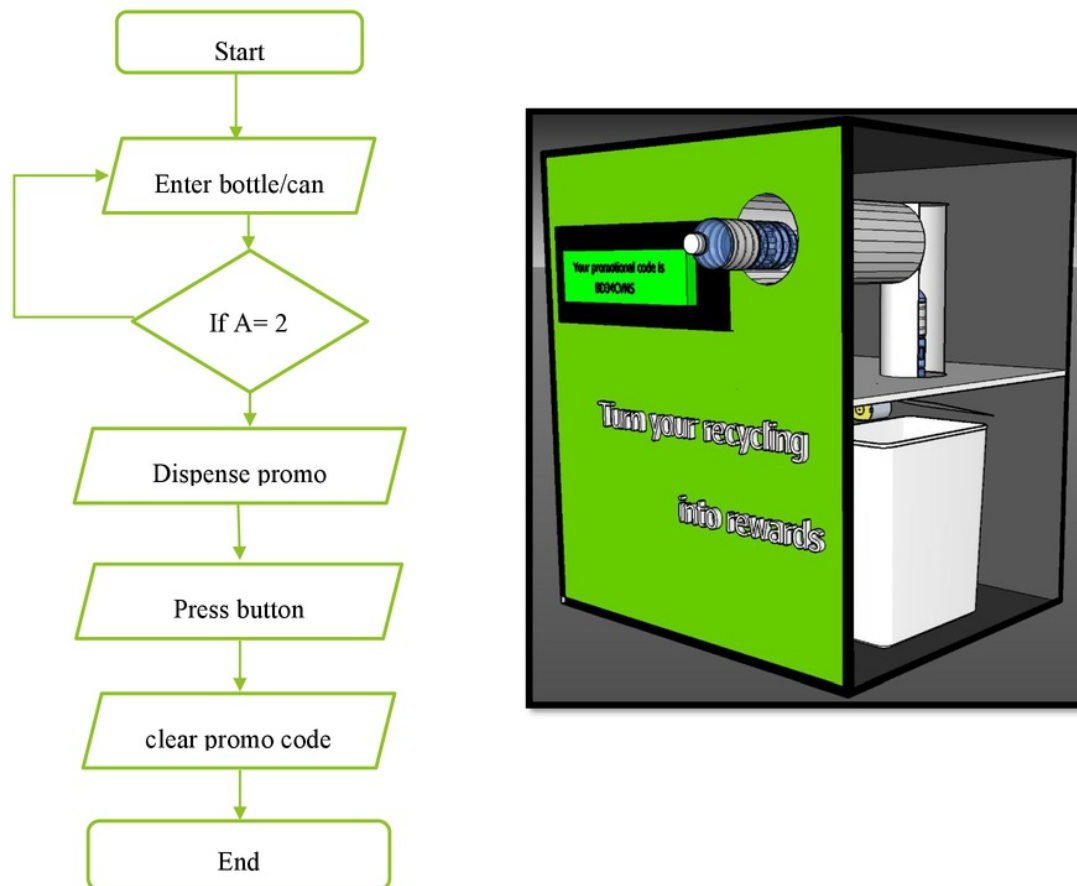 Start
Enter bottle/can
If A= 2
Dispense promo
Press button
clear promo code
End
Your promotional code is
Turn your recycling
into rewards